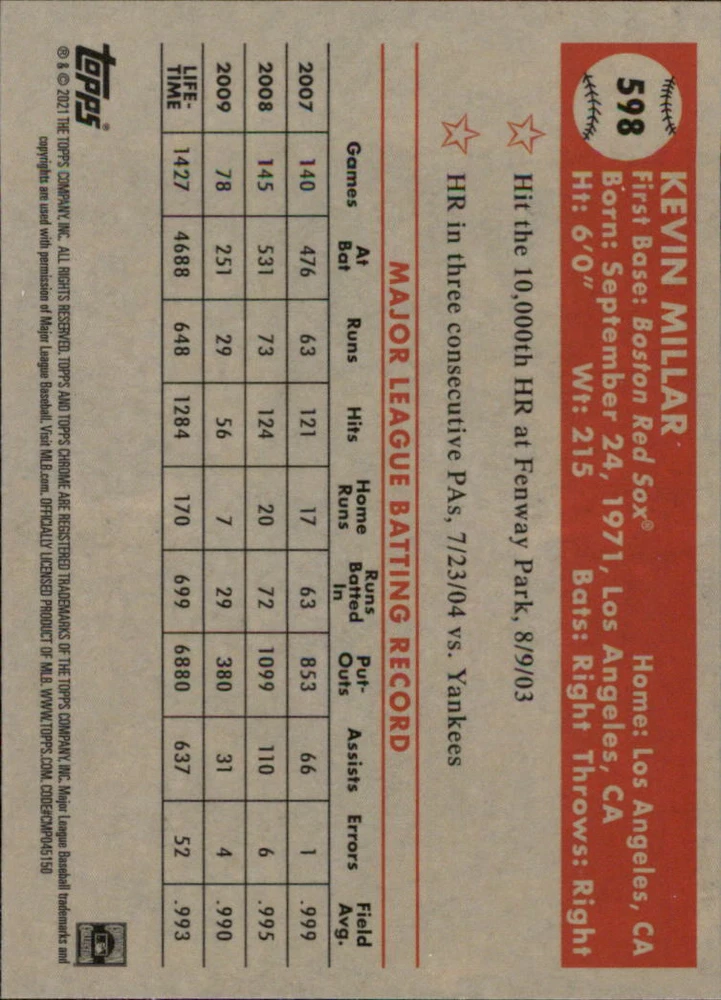 598
KEVIN MILLAR
First Base: Boston Red Sox® Home: Los Angeles, CA
Born: September 24, 1971, Los Angeles, CA
Ht: 6'0" Wt: 215 Bats: Right Throws: Right
Hit the 10,000th HR at Fenway Park, 8/9/03
HR in three consecutive PAs, 7/23/04 vs. Yankees
MAJOR LEAGUE BATTING RECORD
Games At Bat Runs Hits Home Runs Runs Batted In Put-Outs Assists Errors Field Avg.
2007 140 476 63 121 17 63 853 66 1 .999
2008 145 531 73 124 20 72 1099 110 6 .995
2009 78 251 29 56 7 29 380 31 4 .990
LIFE-TIME 1427 4688 648 1284 170 699 6880 637 52 .993
topps®
® & © 2021 THE TOPPS COMPANY, INC. ALL RIGHTS RESERVED. TOPPS AND TOPPS CHROME ARE REGISTERED TRADEMARKS OF THE TOPPS COMPANY, INC. Major League Baseball trademarks and
copyrights are used with permission of Major League Baseball. Visit MLB.com. OFFICIALLY LICENSED PRODUCT OF MLB. WWW.TOPPS.COM. CODE#CMP045150
COOPERSTOWN
COLLECTION